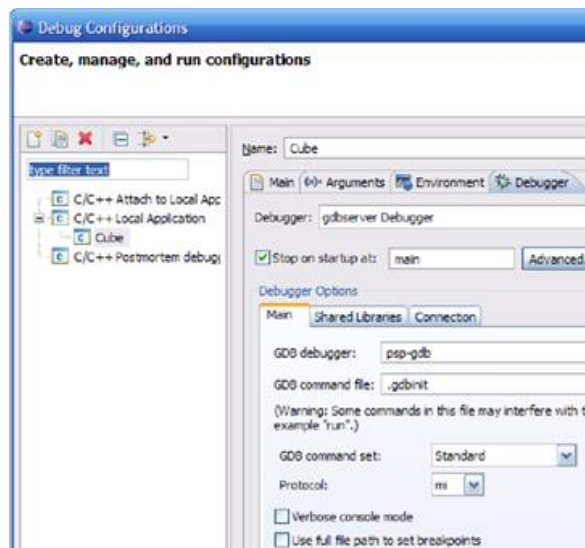 Debug Configurations
Create, manage, and run configurations
type filter text
C/C++ Attach to Local App
C/C++ Local Application
Cube
C/C++ Postmortem debug
Name: Cube
Main (x)= Arguments Environment Debugger
Debugger: gdbserver Debugger
Stop on startup at: main Advanced
Debugger Options
Main Shared Libraries Connection
GDB debugger: psp-gdb
GDB command file: .gdbinit
(Warning: Some commands in this file may interfere with
example "run".)
GDB command set: Standard
Protocol: mi
Verbose console mode
Use full file path to set breakpoints